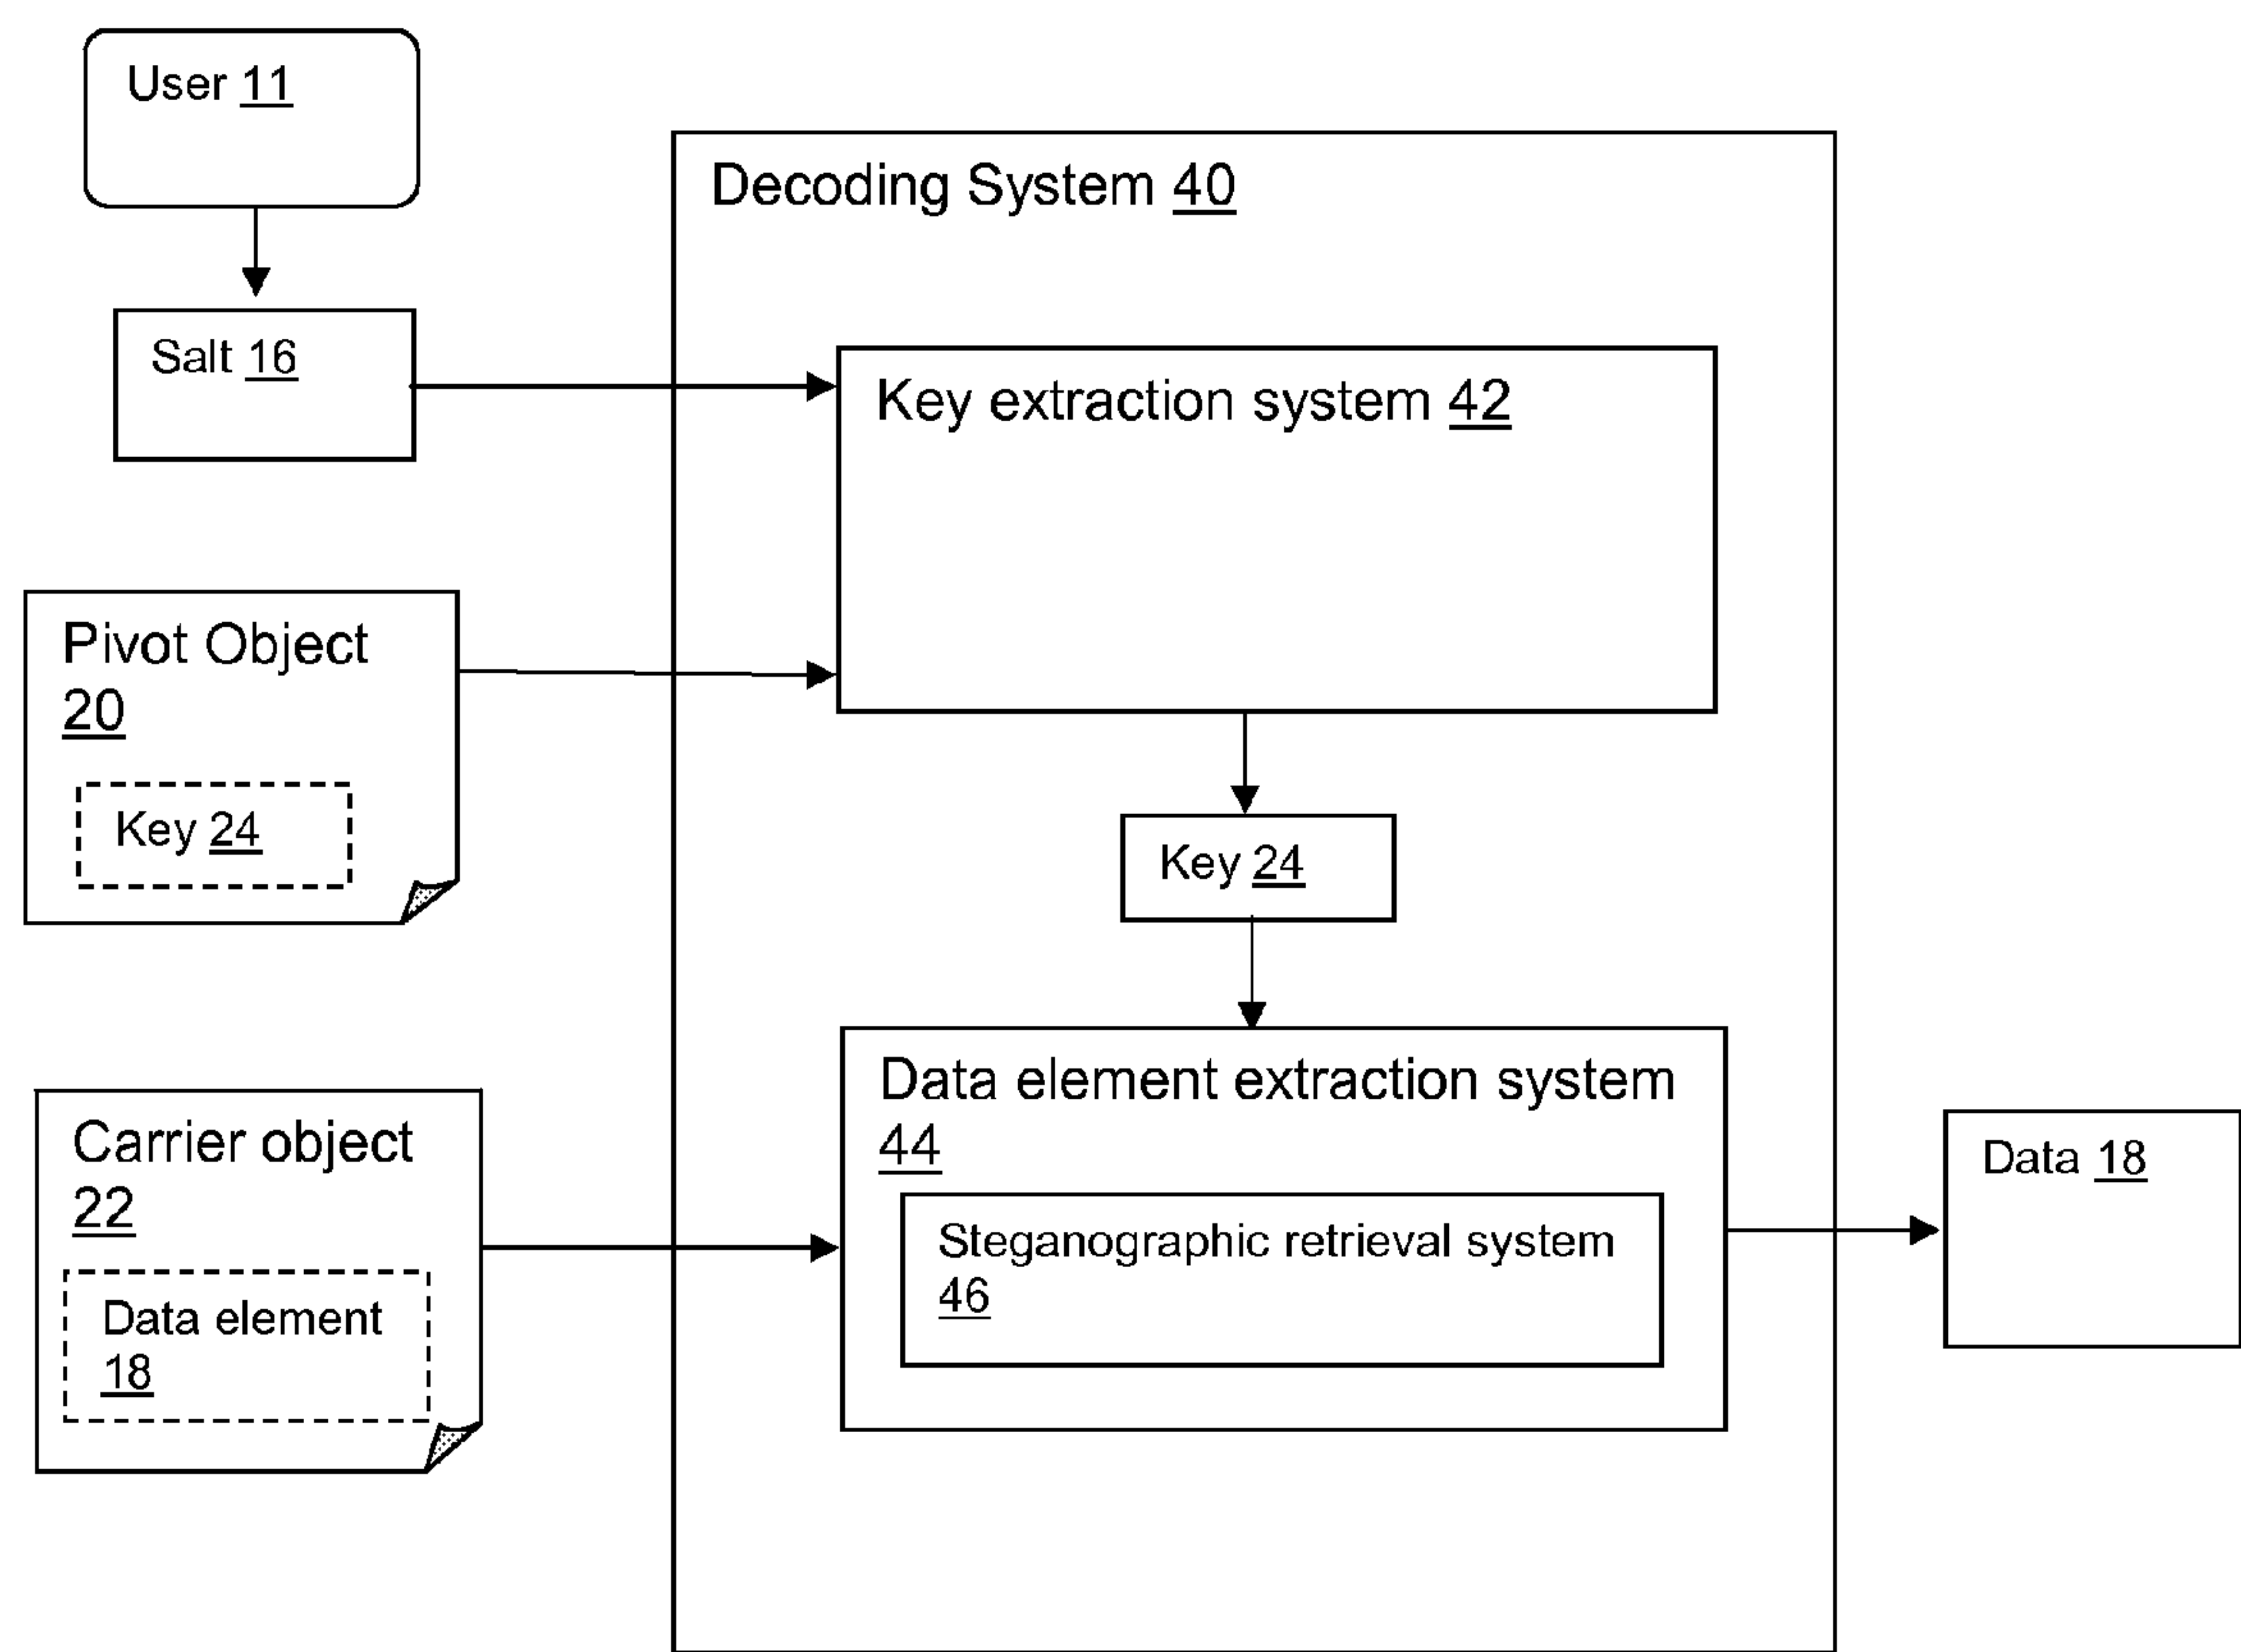 User 11
Decoding System 40
Salt 16
Key extraction system 42
Pivot Object
20
Key 24
Key 24
Carrier object
22
Data element
18
Data element extraction system
44
Steganographic retrieval system
46
Data 18